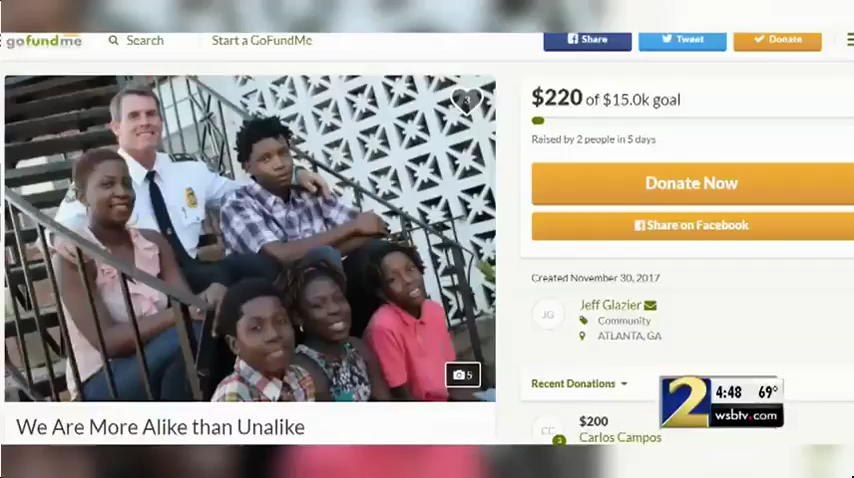 gofundme
Search
Start a GoFundMe
Share
Tweet
Donate
3
$220 of $15.0k goal
Raised by 2 people in 5 days
Donate Now
Share on Facebook
Created November 30, 2017
JG
Jeff Glazier
Community
ATLANTA, GA
5
Recent Donations
$200
CC
3
Carlos Campos
We Are More Alike than Unalike
2
4:48 69°
wsbtv.com